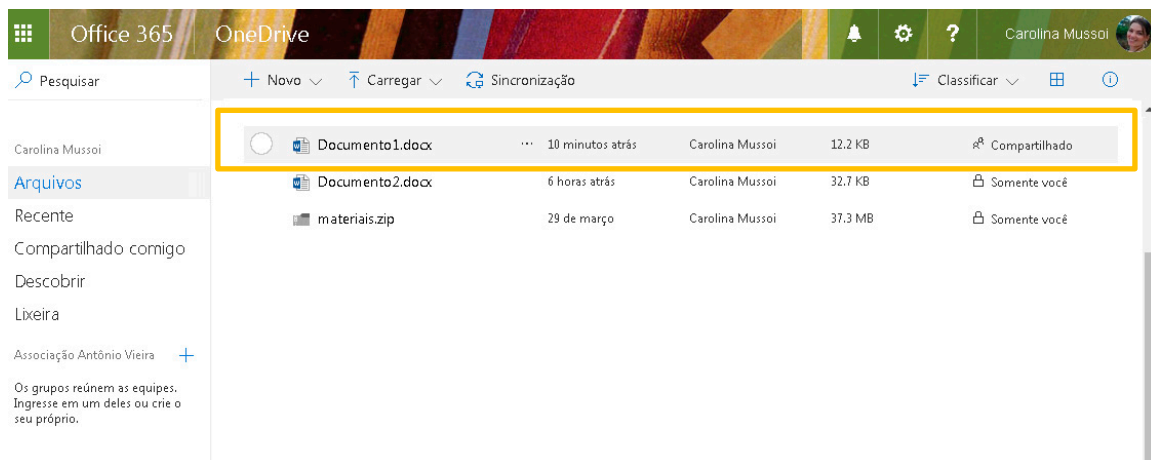 Office 365 OneDrive ? Carolina Mussoi
Pesquisar + Novo Carregar Sincronização Classificar
Carolina Mussoi
Arquivos
Recente
Compartilhado comigo
Descobrir
Lixeira
Associação Antônio Vieira +
Os grupos reúnem as equipes.
Ingresse em um deles ou crie o
seu próprio.
Documento1.docx ... 10 minutos atrás Carolina Mussoi 12.2 KB Compartilhado
Documento2.docx 6 horas atrás Carolina Mussoi 32.7 KB Somente você
materiais.zip 29 de março Carolina Mussoi 37.3 MB Somente você